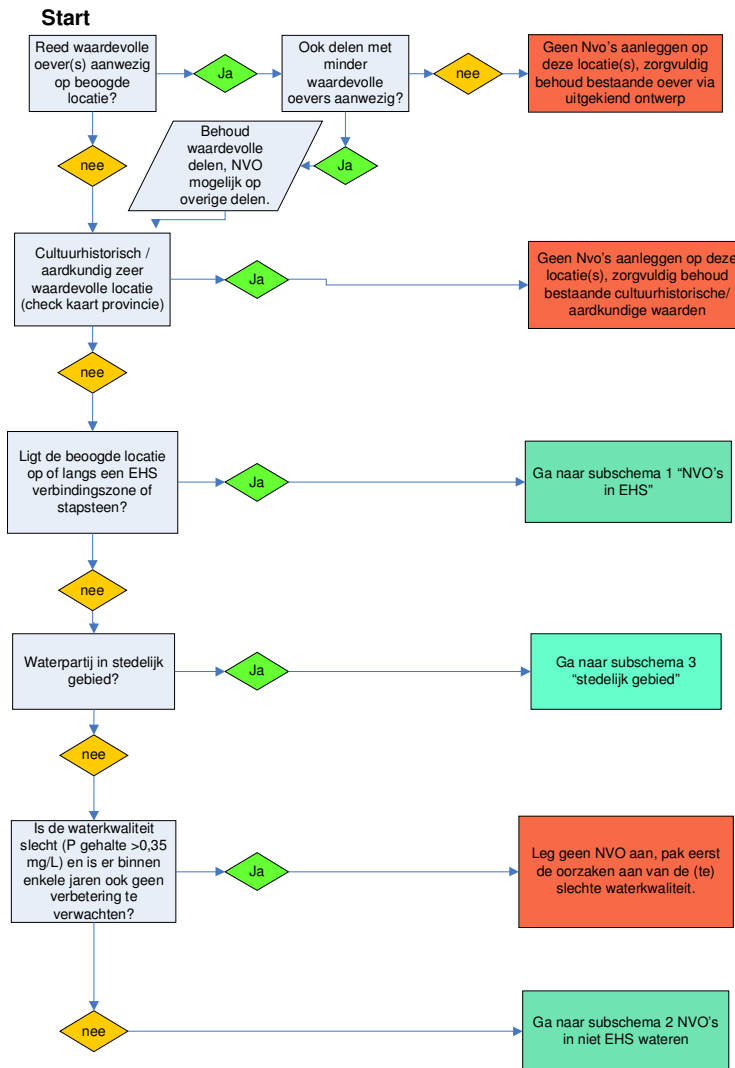 Start
Reed waardevolle
oever(s) aanwezig
op beoogde
locatie?
Ja
Ook delen met
minder
waardevolle
oevers aanwezig?
nee
Geen Nvo's aanleggen op
deze locatie(s), zorgvuldig
behoud bestaande oever via
uitgekiend ontwerp
nee
Behoud
waardevolle
delen, NVO
mogelijk op
overige delen.
Ja
Cultuurhistorisch /
aardkundig zeer
waardevolle locatie
(check kaart provincie)
Ja
Geen Nvo's aanleggen op deze
locatie(s), zorgvuldig behoud
bestaande cultuurhistorische/
aardkundige waarden
nee
Ligt de beoogde locatie
op of langs een EHS
verbindingszone of
stapsteen?
Ja
Ga naar subschema 1 “NVO’s
in EHS”
nee
Waterpartij in stedelijk
gebied?
Ja
Ga naar subschema 3
“stedelijk gebied”
nee
Is de waterkwaliteit
slecht (P gehalte >0,35
mg/L) en is er binnen
enkele jaren ook geen
verbetering te
verwachten?
Ja
Leg geen NVO aan, pak eerst
de oorzaken aan van de (te)
slechte waterkwaliteit.
nee
Ga naar subschema 2 NVO’s
in niet EHS wateren